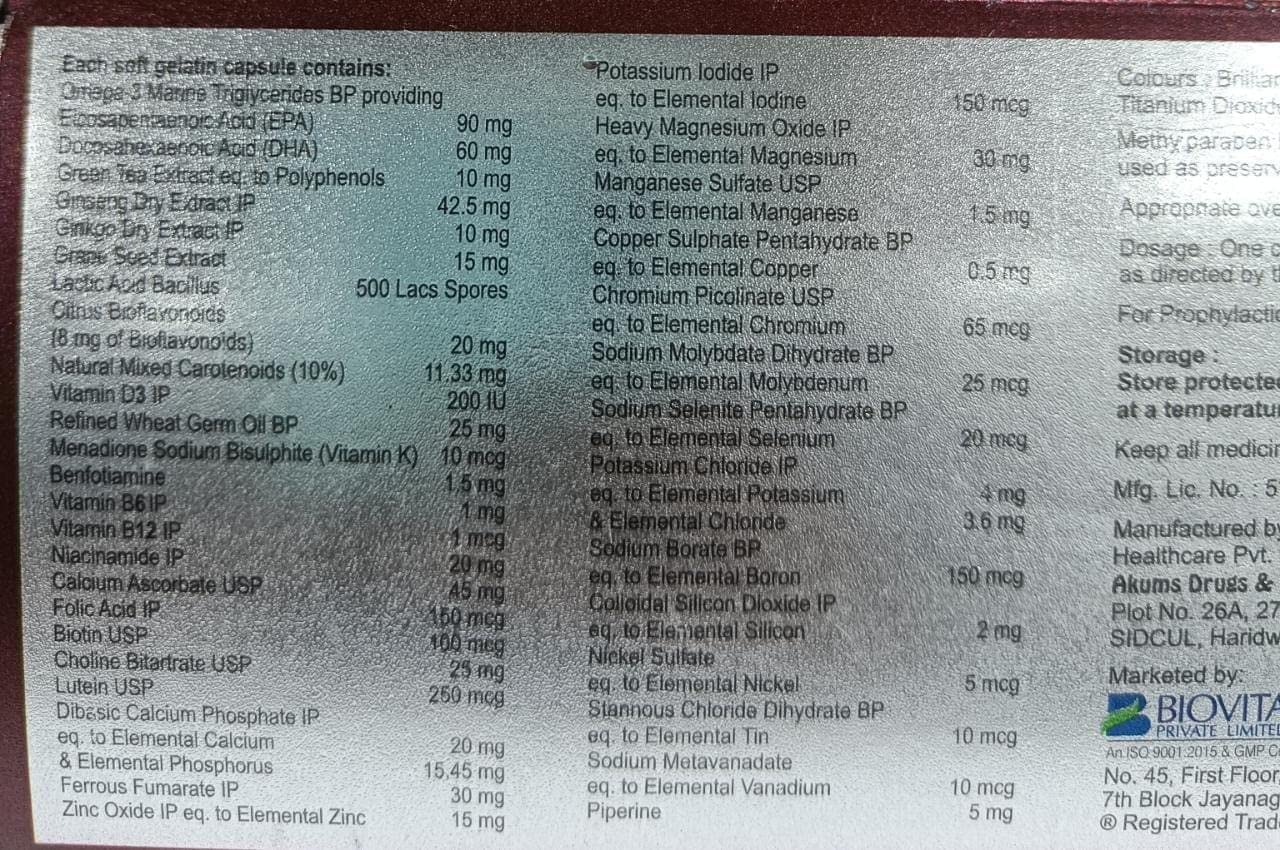 Each soft gelatin capsule contains:
Omega-3 Marine Triglycerides BP providing
Eicosapentaenoic Acid (EPA) 90 mg
Docosahexaenoic Acid (DHA) 60 mg
Green Tea Extract eq. to Polyphenols 10 mg
Ginseng Dry Extract IP 42.5 mg
Ginkgo Dry Extract IP 10 mg
Grape Seed Extract 15 mg
Lactic Acid Bacillus 500 Lacs Spores
Citrus Bioflavonoids
(8 mg of Bioflavonoids) 20 mg
Natural Mixed Carotenoids (10%) 11.33 mg
Vitamin D3 IP 200 IU
Refined Wheat Germ Oil BP 25 mg
Menadione Sodium Bisulphite (Vitamin K) 10 mcg
Benfotiamine 1.5 mg
Vitamin B6 IP 1 mg
Vitamin B12 IP 1 mcg
Niacinamide IP 20 mg
Calcium Ascorbate USP 45 mg
Folic Acid IP 150 mcg
Biotin USP 100 mcg
Choline Bitartrate USP 25 mg
Lutein USP 250 mcg
Dibasic Calcium Phosphate IP
eq. to Elemental Calcium 20 mg
& Elemental Phosphorus 15.45 mg
Ferrous Fumarate IP 30 mg
Zinc Oxide IP eq. to Elemental Zinc 15 mg
Potassium Iodide IP
eq. to Elemental Iodine 150 mcg
Heavy Magnesium Oxide IP
eq. to Elemental Magnesium 30 mg
Manganese Sulfate USP
eq. to Elemental Manganese 1.5 mg
Copper Sulphate Pentahydrate BP
eq. to Elemental Copper 0.5 mg
Chromium Picolinate USP
eq. to Elemental Chromium 65 mcg
Sodium Molybdate Dihydrate BP
eq. to Elemental Molybdenum 25 mcg
Sodium Selenite Pentahydrate BP
eq. to Elemental Selenium 20 mcg
Potassium Chloride IP
eq. to Elemental Potassium 4 mg
& Elemental Chloride 3.6 mg
Sodium Borate BP
eq. to Elemental Boron 150 mcg
Colloidal Silicon Dioxide IP
eq. to Elemental Silicon 2 mg
Nickel Sulfate
eq. to Elemental Nickel 5 mcg
Stannous Chloride Dihydrate BP
eq. to Elemental Tin 10 mcg
Sodium Metavanadate
eq. to Elemental Vanadium 10 mcg
Piperine 5 mg
Colours :
Titanium
Methy paraben
used as
Appropriate
Dosage : One
as directed by
For
Storage :
Store
at a
Keep all
Mfg. Lic. No. : 5
Manufactured by
Healthcare Pvt.
Akums Drugs &
Plot No. 26A, 27
SIDCUL,
Marketed by:
BIOVITA
PRIVATE
An ISO 9001:2015 & GMP
No. 45, First Floor
7th Block
® Registered